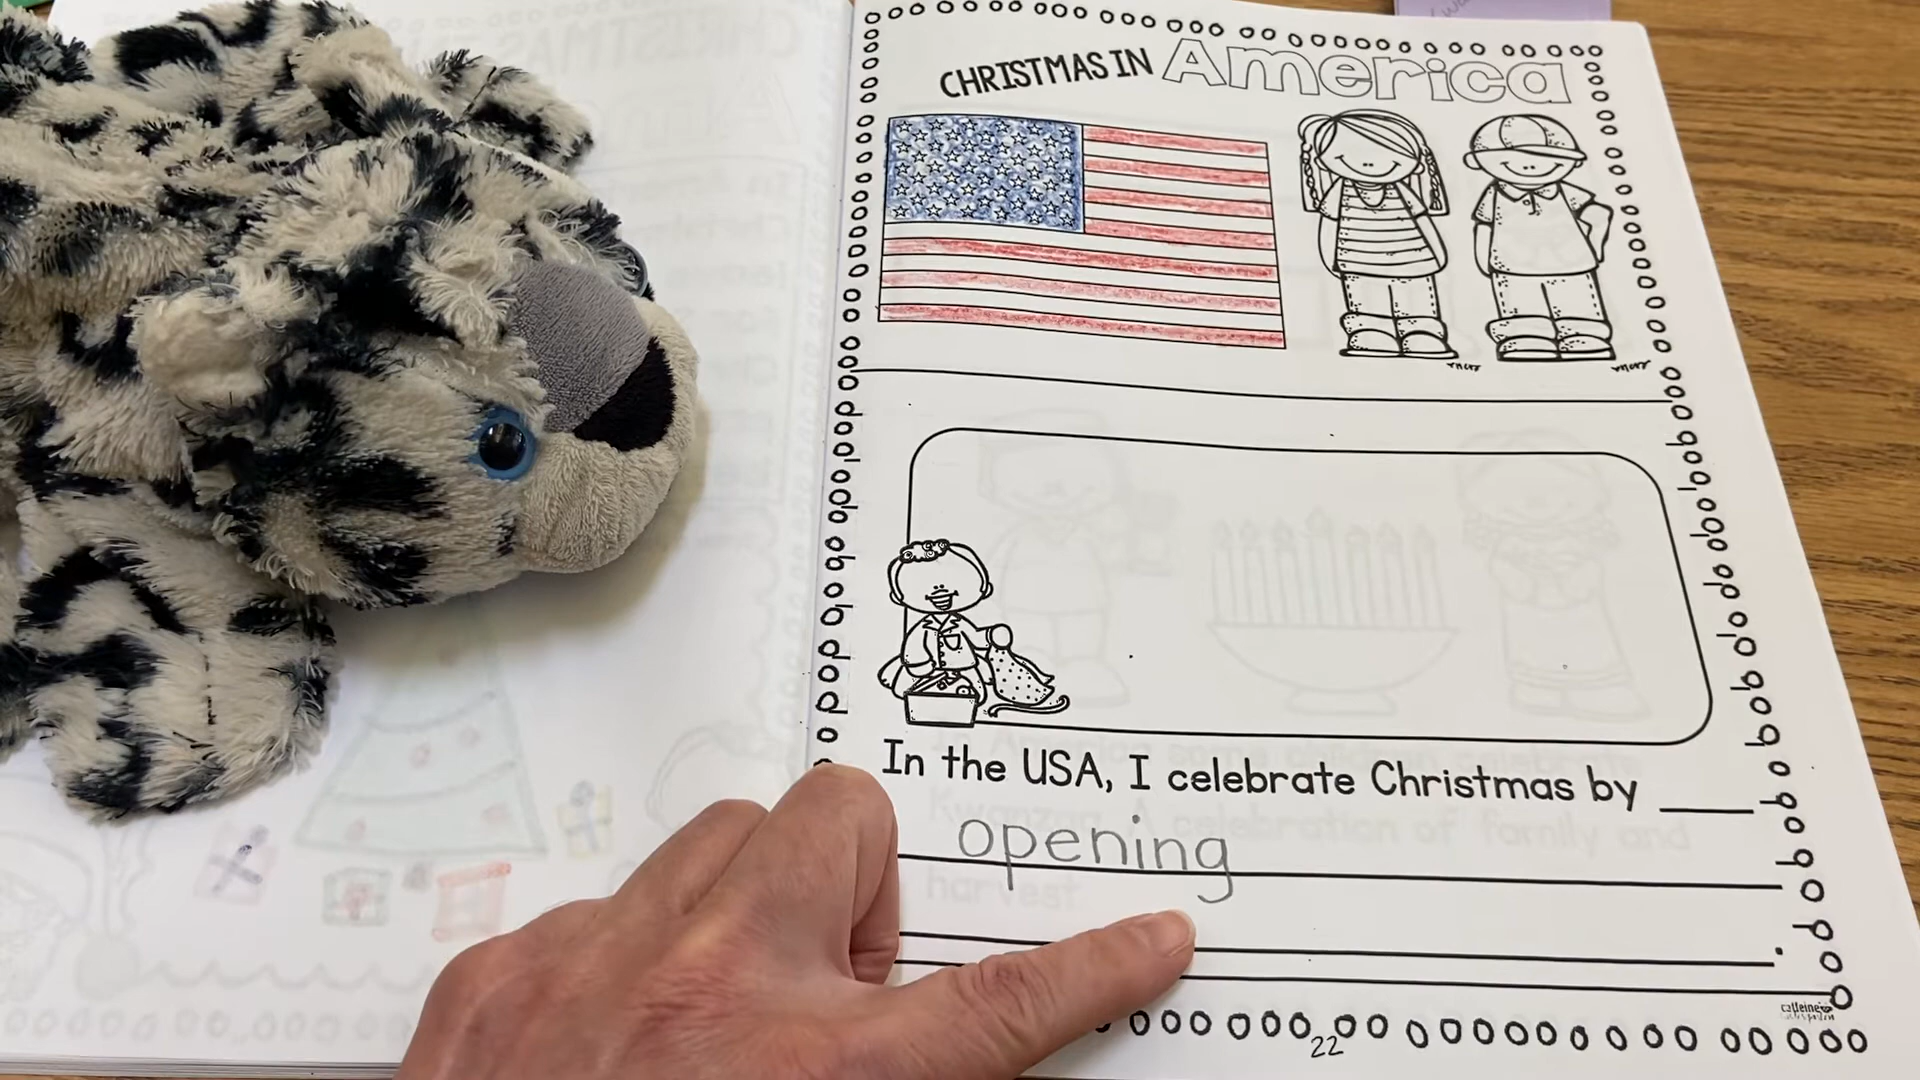 CHRISTMAS IN America
In the USA, I celebrate Christmas by
opening
.
22